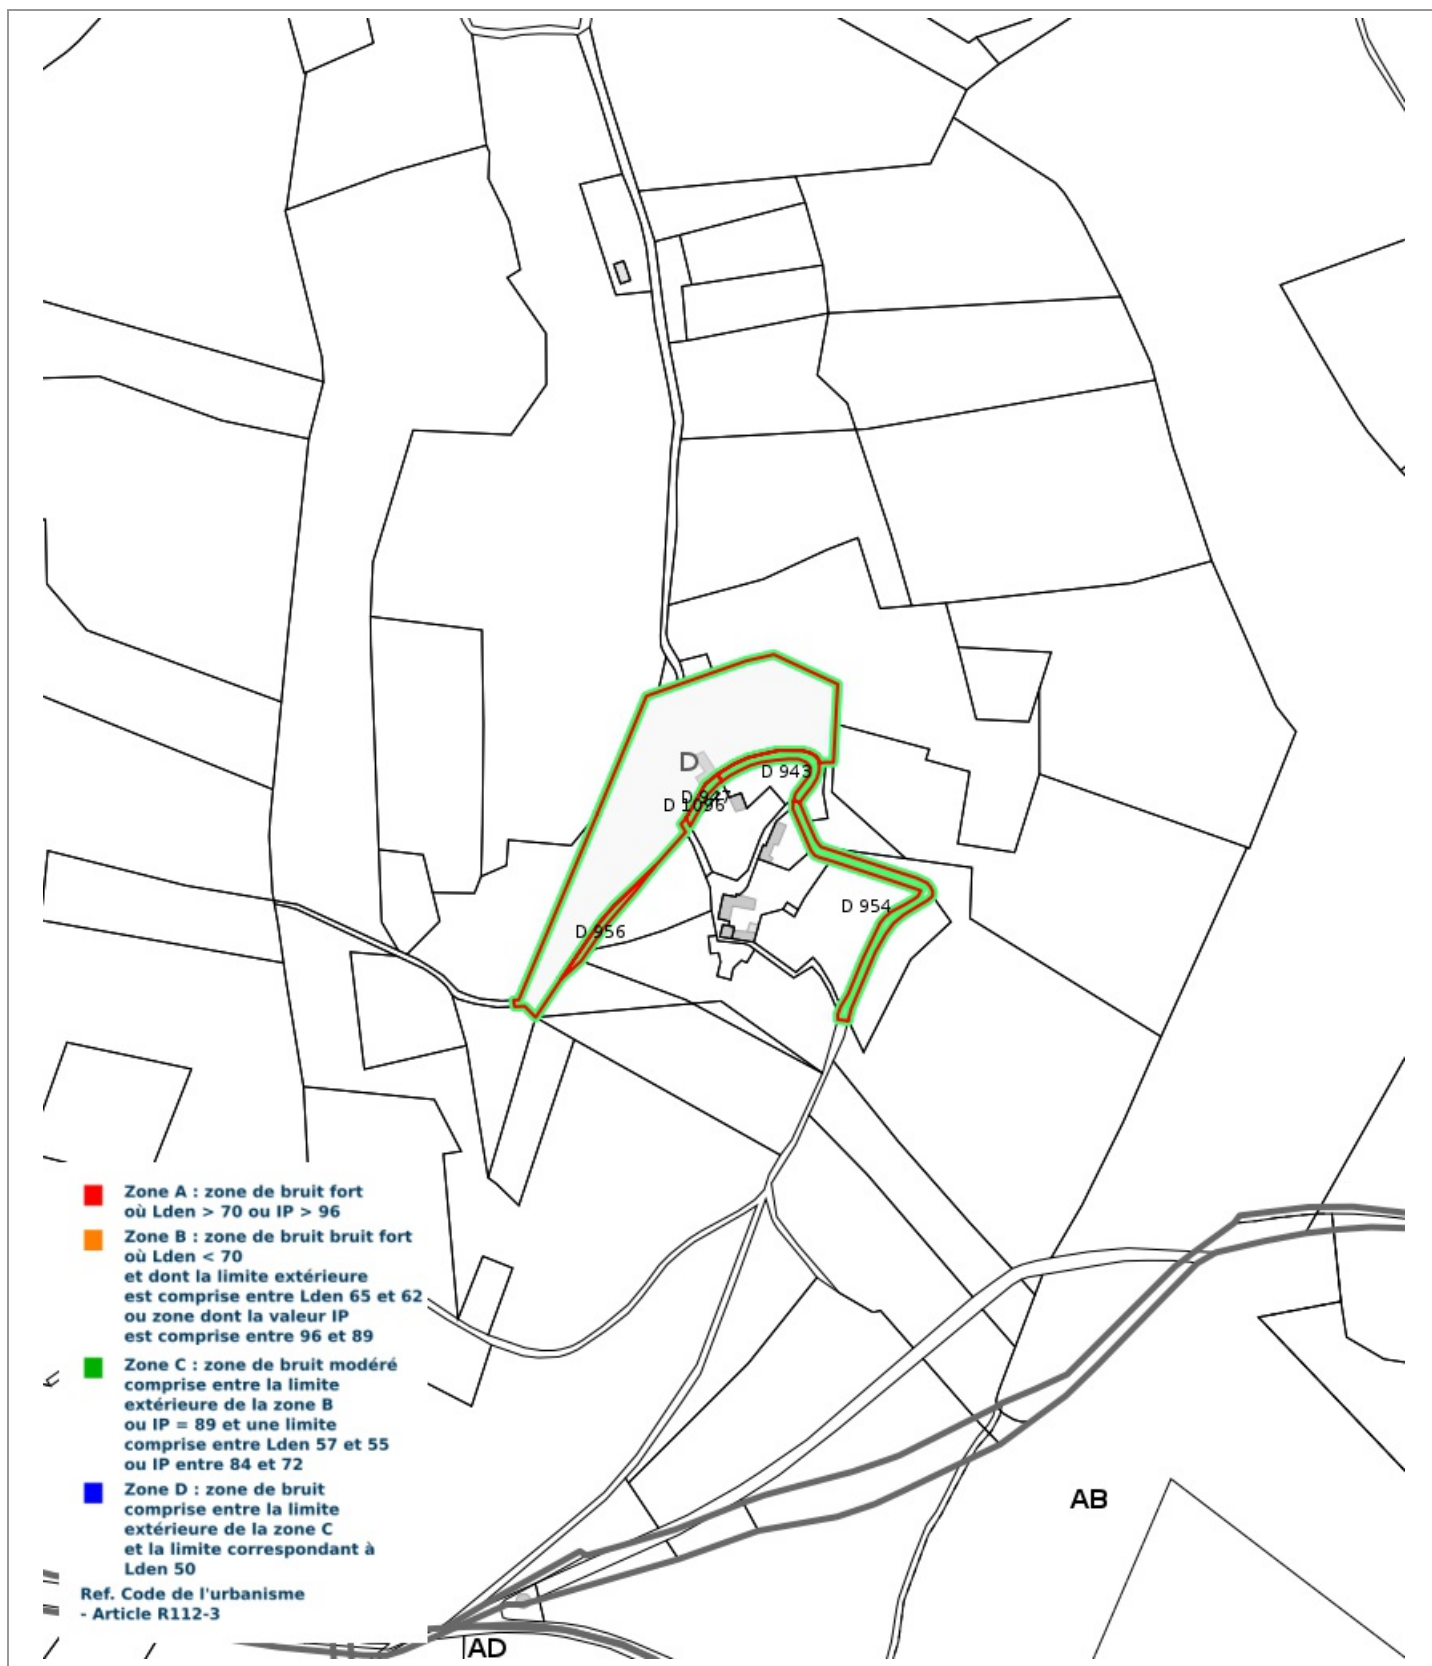 D
D 943
D 947
D 1096
D 954
D 956
Zone A : zone de bruit fort
où Lden > 70 ou IP > 96
Zone B : zone de bruit bruit fort
où Lden < 70
et dont la limite extérieure
est comprise entre Lden 65 et 62
ou zone dont la valeur IP
est comprise entre 96 et 89
Zone C : zone de bruit modéré
comprise entre la limite
extérieure de la zone B
ou IP = 89 et une limite
comprise entre Lden 57 et 55
ou IP entre 84 et 72
Zone D : zone de bruit
comprise entre la limite
extérieure de la zone C
et la limite correspondant à
Lden 50
Ref. Code de l'urbanisme
- Article R112-3
AB
AD